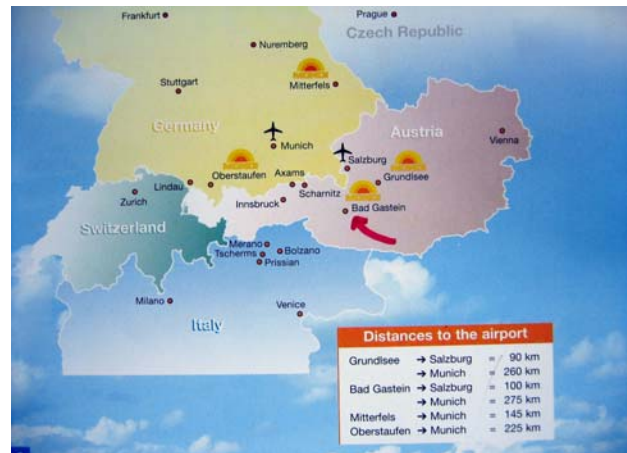 Frankfurt
Prague
Czech Republic
Nuremberg
Stuttgart
Mitterfels
Germany
Munich
Austria
Vienna
Salzburg
Oberstaufen
Axams
Grundlsee
Lindau
Scharnitz
Zurich
Innsbruck
Bad Gastein
Switzerland
Merano
Bolzano
Tscherms
Prissian
Milano
Venice
Italy
Distances to the airport
Grundlsee → Salzburg = 90 km
→ Munich = 260 km
Bad Gastein → Salzburg = 100 km
→ Munich = 275 km
Mitterfels → Munich = 145 km
Oberstaufen → Munich = 225 km